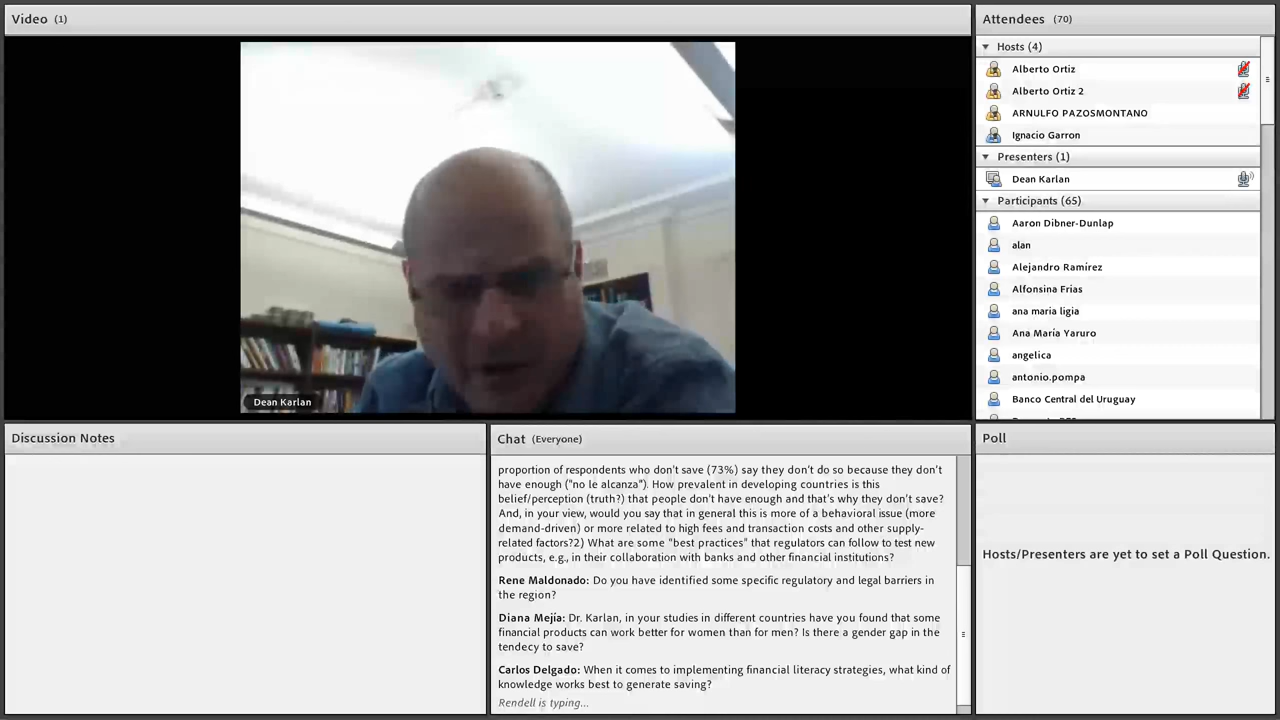 Video (1)
Dean Karlan
Attendees (70)
Hosts (4)
Alberto Ortiz
Alberto Ortiz 2
ARNULFO PAZOSMONTANO
Ignacio Garron
Presenters (1)
Dean Karlan
Participants (65)
Aaron Dibner-Dunlap
alan
Alejandro Ramírez
Alfonsina Frias
ana maria ligia
Ana María Yaruro
angelica
antonio.pompa
Banco Central del Uruguay
Discussion Notes
Chat (Everyone)
proportion of respondents who don't save (73%) say they don't do so because they don't
have enough ("no le alcanza"). How prevalent in developing countries is this
belief/perception (truth?) that people don't have enough and that's why they don't save?
And, in your view, would you say that in general this is more of a behavioral issue (more
demand-driven) or more related to high fees and transaction costs and other supply-
related factors?2) What are some "best practices" that regulators can follow to test new
products, e.g., in their collaboration with banks and other financial institutions?
Rene Maldonado: Do you have identified some specific regulatory and legal barriers in
the region?
Diana Mejía: Dr. Karlan, in your studies in different countries have you found that some
financial products can work better for women than for men? Is there a gender gap in the
tendecy to save?
Carlos Delgado: When it comes to implementing financial literacy strategies, what kind of
knowledge works best to generate saving?
Rendell is typing...
Poll
Hosts/Presenters are yet to set a Poll Question.